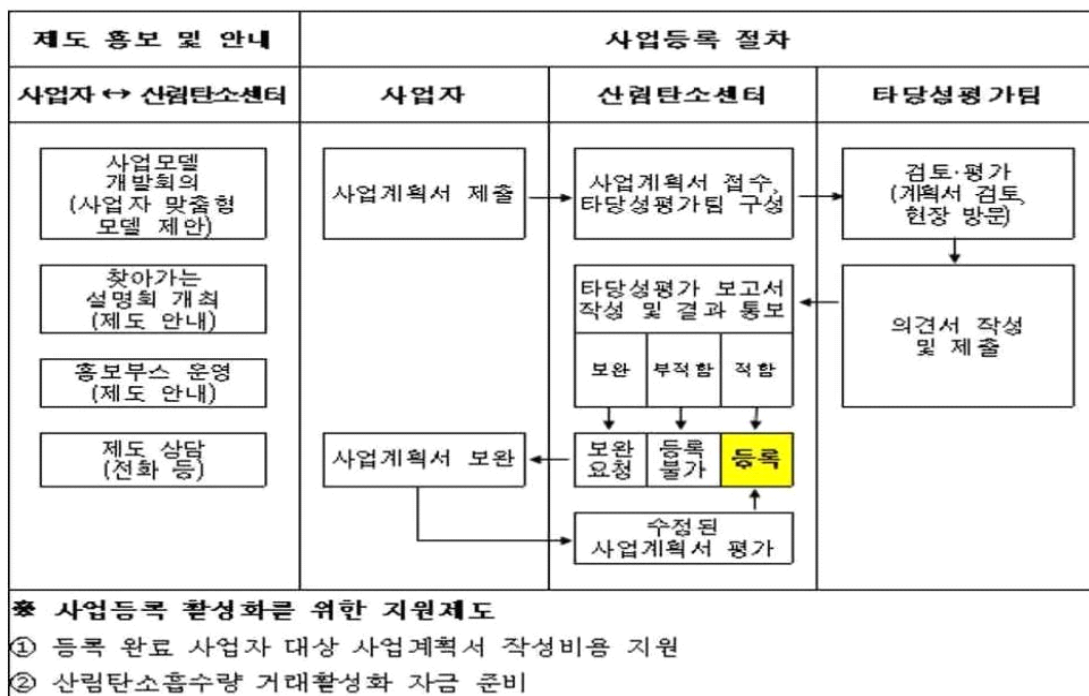 제도 홍보 및 안내
사업등록 절차
사업자 ↔ 산림탄소센터
사업자
산림탄소센터
타당성평가팀
사업모델
개발회의
(사업자 맞춤형
모델 제안)
사업계획서 제출
사업계획서 접수,
타당성평가팀 구성
검토·평가
(계획서 검토,
현장 방문)
찾아가는
설명회 개최
(제도 안내)
타당성평가 보고서
작성 및 결과 통보
의견서 작성
및 제출
보완
부적합
적합
홍보부스 운영
(제도 안내)
제도 상담
(전화 등)
사업계획서 보완
보완
요청
등록
불가
등록
수정된
사업계획서 평가
※ 사업등록 활성화를 위한 지원제도
① 등록 완료 사업자 대상 사업계획서 작성비용 지원
② 산림탄소흡수량 거래활성화 자금 준비